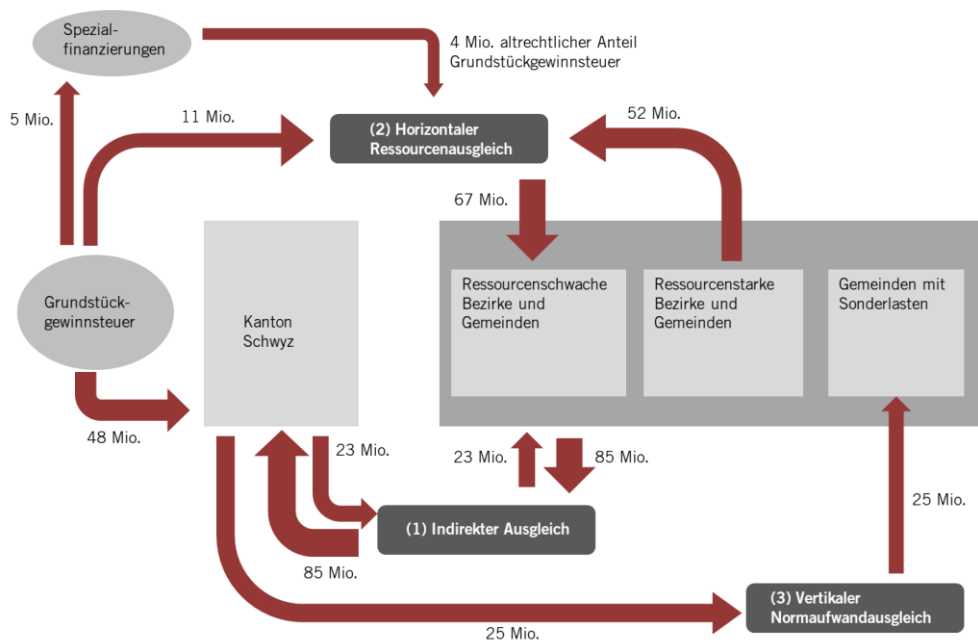 Spezial-
finanzierungen
4 Mio. altrechtlicher Anteil
Grundstückgewinnsteuer
5 Mio.
11 Mio.
52 Mio.
(2) Horizontaler
Ressourcenausgleich
67 Mio.
Grundstück-
gewinnsteuer
Kanton
Schwyz
Ressourcenschwache
Bezirke und
Gemeinden
Ressourcenstarke
Bezirke und
Gemeinden
Gemeinden mit
Sonderlasten
48 Mio.
23 Mio.
23 Mio.
85 Mio.
25 Mio.
(1) Indirekter Ausgleich
85 Mio.
(3) Vertikaler
Normaufwandausgleich
25 Mio.